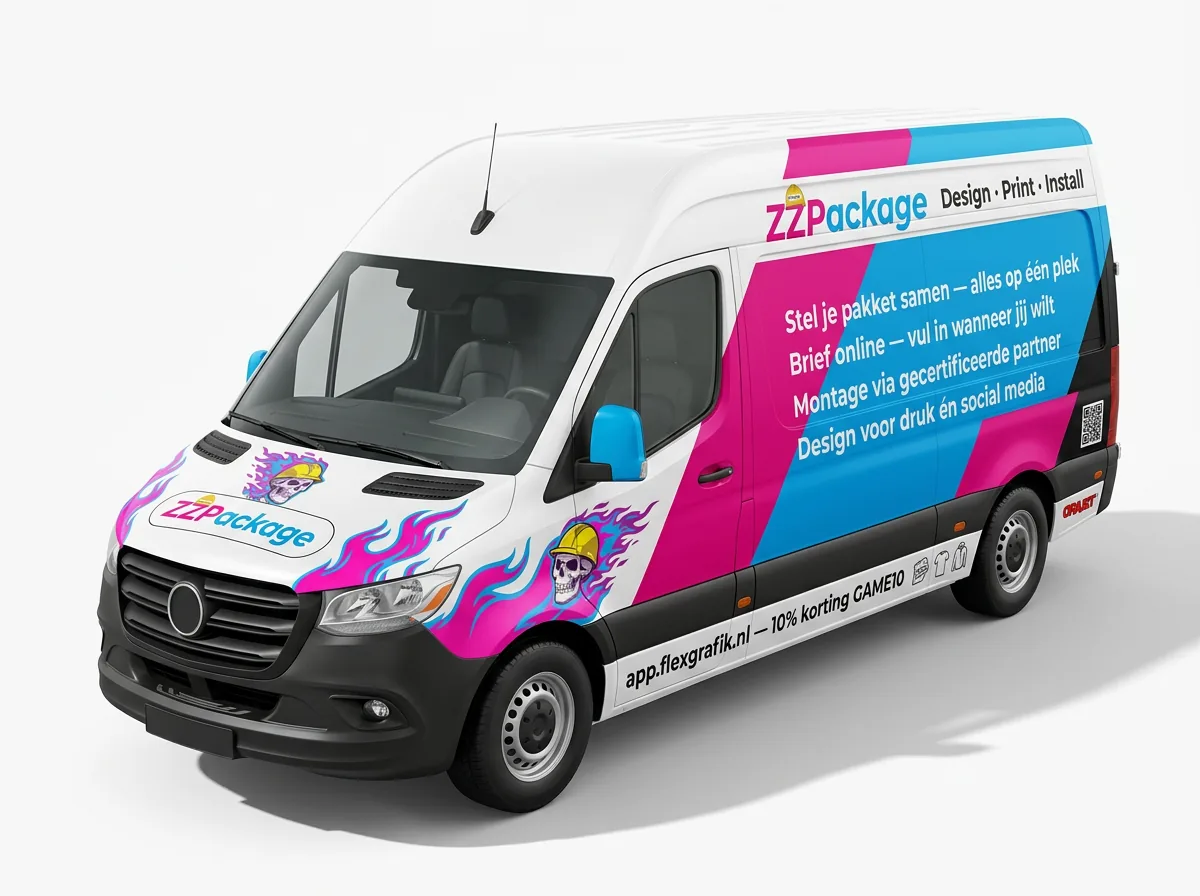 ZZPackage Design · Print · Install
Stel je pakket samen — alles op één plek
Brief online — vul in wanneer jij wilt
Montage via gecertificeerde partner
Design voor druk én social media
ZZPackage
app.flexgrafik.nl — 10% korting GAME10